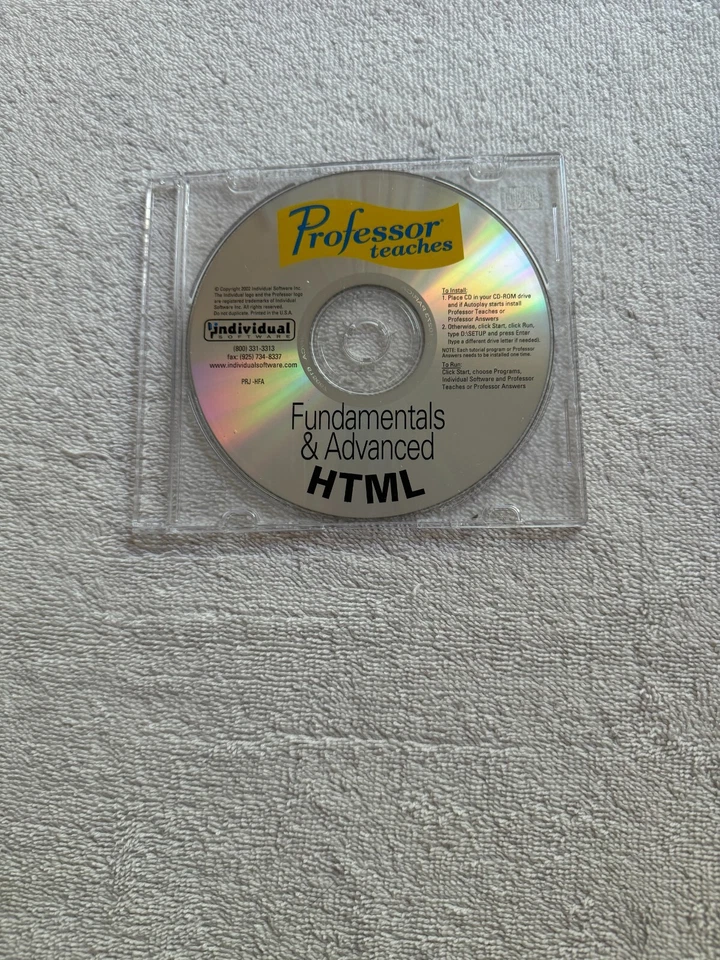 Professor
teaches
© Copyright 2003 Individual Software Inc.
The Individual logo and the Professor logo
are registered trademarks of Individual
Software Inc. All rights reserved.
Do not duplicate. Printed in the U.S.A.
individual
SOFTWARE
(800) 331-3313
fax: (925) 734-8337
www.individualsoftware.com
PRJ-HFA
To Install:
1. Place CD in your CD-ROM drive
and if Autoplay starts install
Professor Teaches or
Professor Answers
2. Otherwise, click Start, click Run,
type D:\SETUP and press Enter
(type a different drive letter if needed).
NOTE: Each tutorial program or Professor
Answers needs to be installed one time.
To Run:
Click Start, choose Programs,
Individual Software and Professor
Teaches or Professor Answers
Fundamentals
& Advanced
HTML